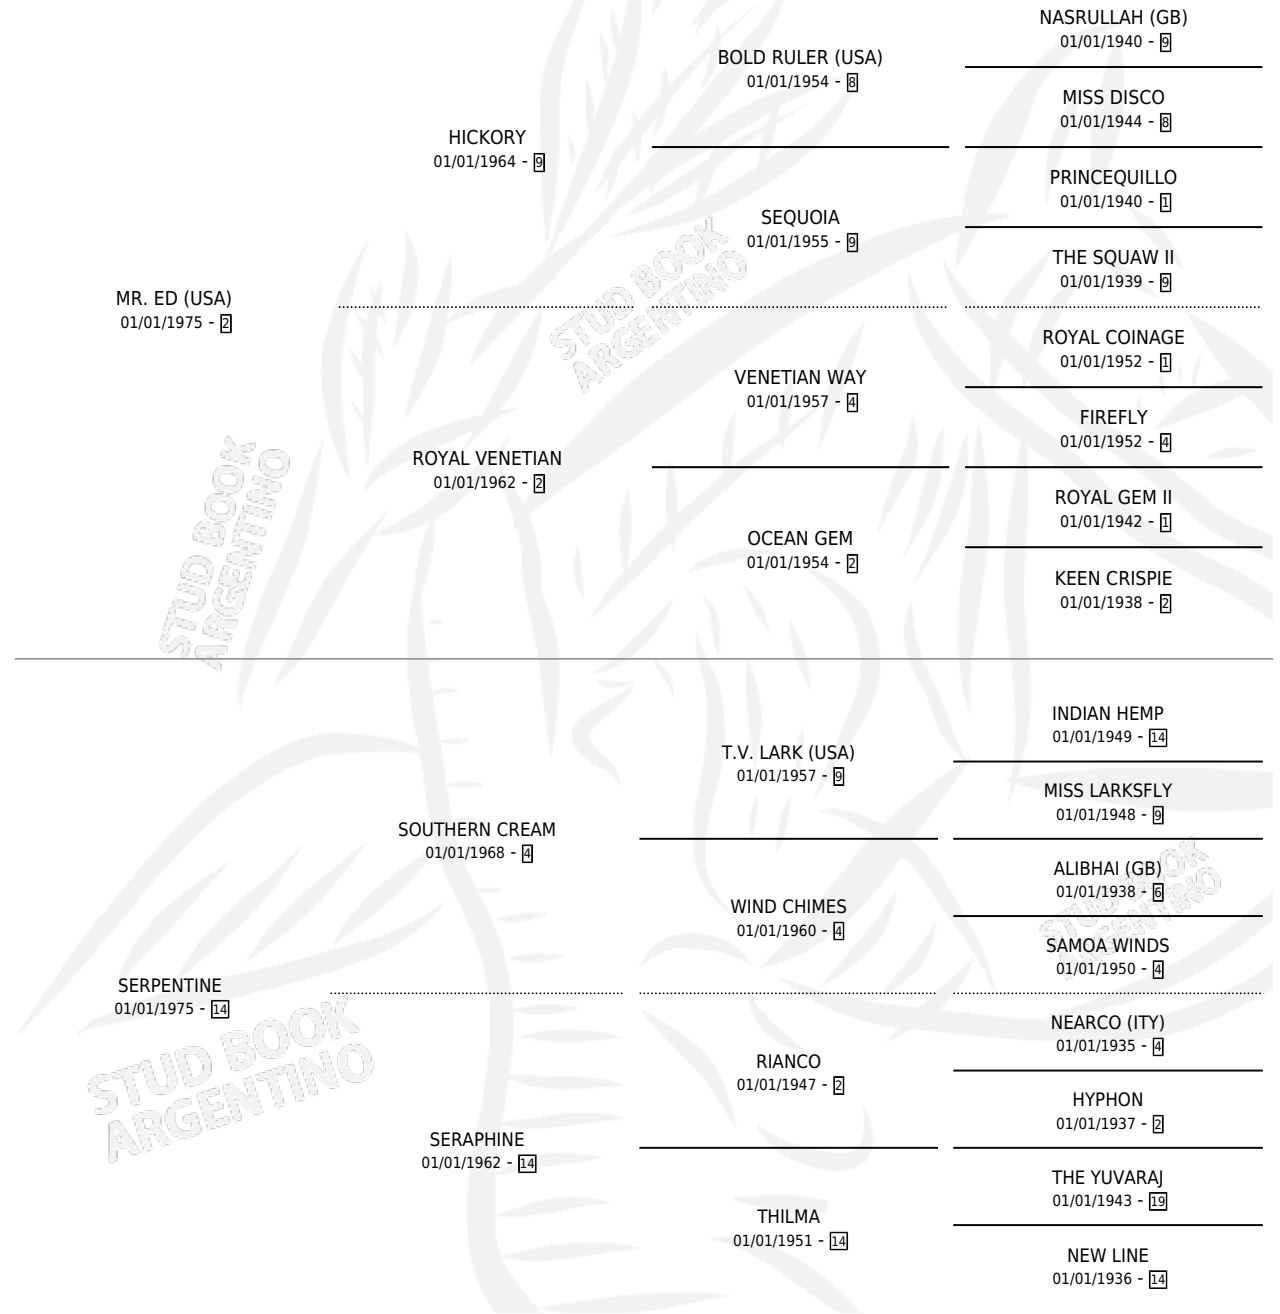 NASRULLAH (GB)
01/01/1940 - 9
BOLD RULER (USA)
01/01/1954 - 8
MISS DISCO
01/01/1944 - 8
HICKORY
01/01/1964 - 9
PRINCEQUILLO
01/01/1940 - 1
SEQUOIA
01/01/1955 - 9
THE SQUAW II
01/01/1939 - 9
MR. ED (USA)
01/01/1975 - 2
ROYAL COINAGE
01/01/1952 - 1
VENETIAN WAY
01/01/1957 - 4
FIREFLY
01/01/1952 - 4
ROYAL VENETIAN
01/01/1962 - 2
ROYAL GEM II
01/01/1942 - 1
OCEAN GEM
01/01/1954 - 2
KEEN CRISPIE
01/01/1938 - 2
INDIAN HEMP
01/01/1949 - 14
T.V. LARK (USA)
01/01/1957 - 9
MISS LARKSFLY
01/01/1948 - 9
SOUTHERN CREAM
01/01/1968 - 4
ALIBHAI (GB)
01/01/1938 - 6
WIND CHIMES
01/01/1960 - 4
SAMOA WINDS
01/01/1950 - 4
SERPENTINE
01/01/1975 - 14
NEARCO (ITY)
01/01/1935 - 4
RIANCO
01/01/1947 - 2
HYPHON
01/01/1937 - 2
SERAPHINE
01/01/1962 - 14
THE YUVARAJ
01/01/1943 - 19
THILMA
01/01/1951 - 14
NEW LINE
01/01/1936 - 14
STUD BOOK
ARGENTINO
STUD BOOK
ARGENTINO
STUD BOOK
ARGENTINO
STUD BOOK
ARGENTINO